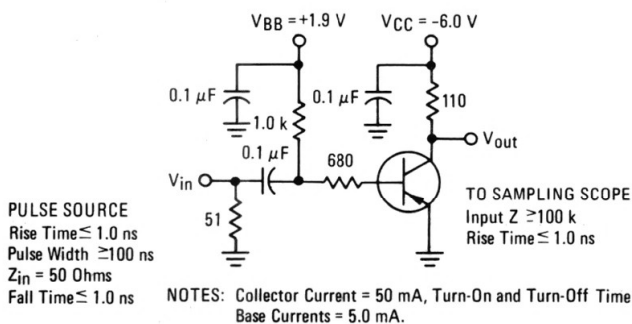 VBB = +1.9 V
VCC = -6.0 V
0.1 μF
0.1 μF
110
1.0 k
Vout
0.1 μF
680
Vin
51
TO SAMPLING SCOPE
Input Z ≥100 k
Rise Time ≤ 1.0 ns
PULSE SOURCE
Rise Time ≤ 1.0 ns
Pulse Width ≥100 ns
Zin = 50 Ohms
Fall Time ≤ 1.0 ns
NOTES: Collector Current = 50 mA, Turn-On and Turn-Off Time
Base Currents = 5.0 mA.